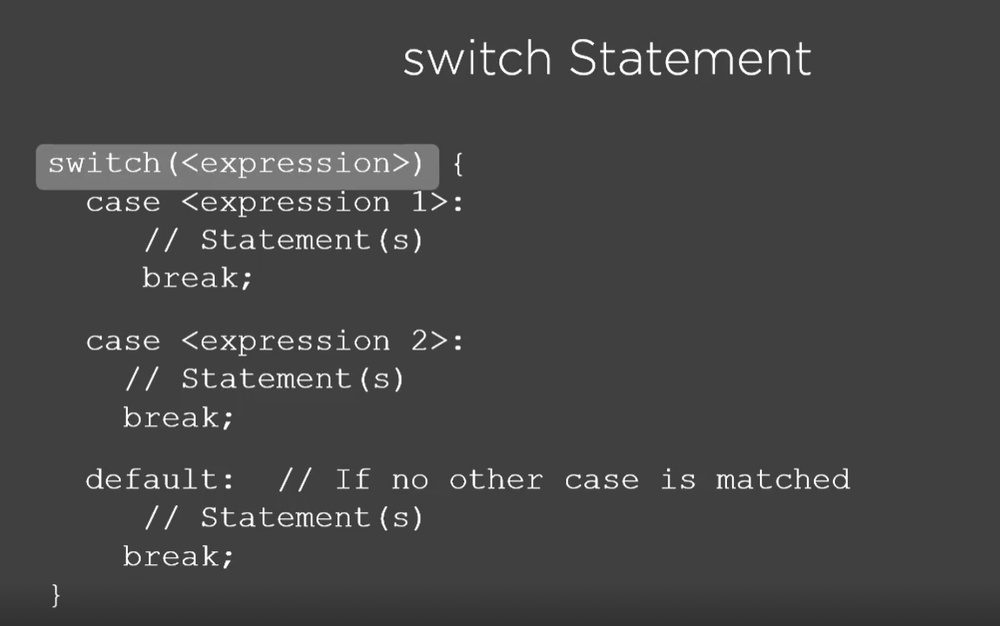 switch Statement
switch(<expression>) {
case <expression 1>:
// Statement(s)
break;
case <expression 2>:
// Statement(s)
break;
default: // If no other case is matched
// Statement(s)
break;
}